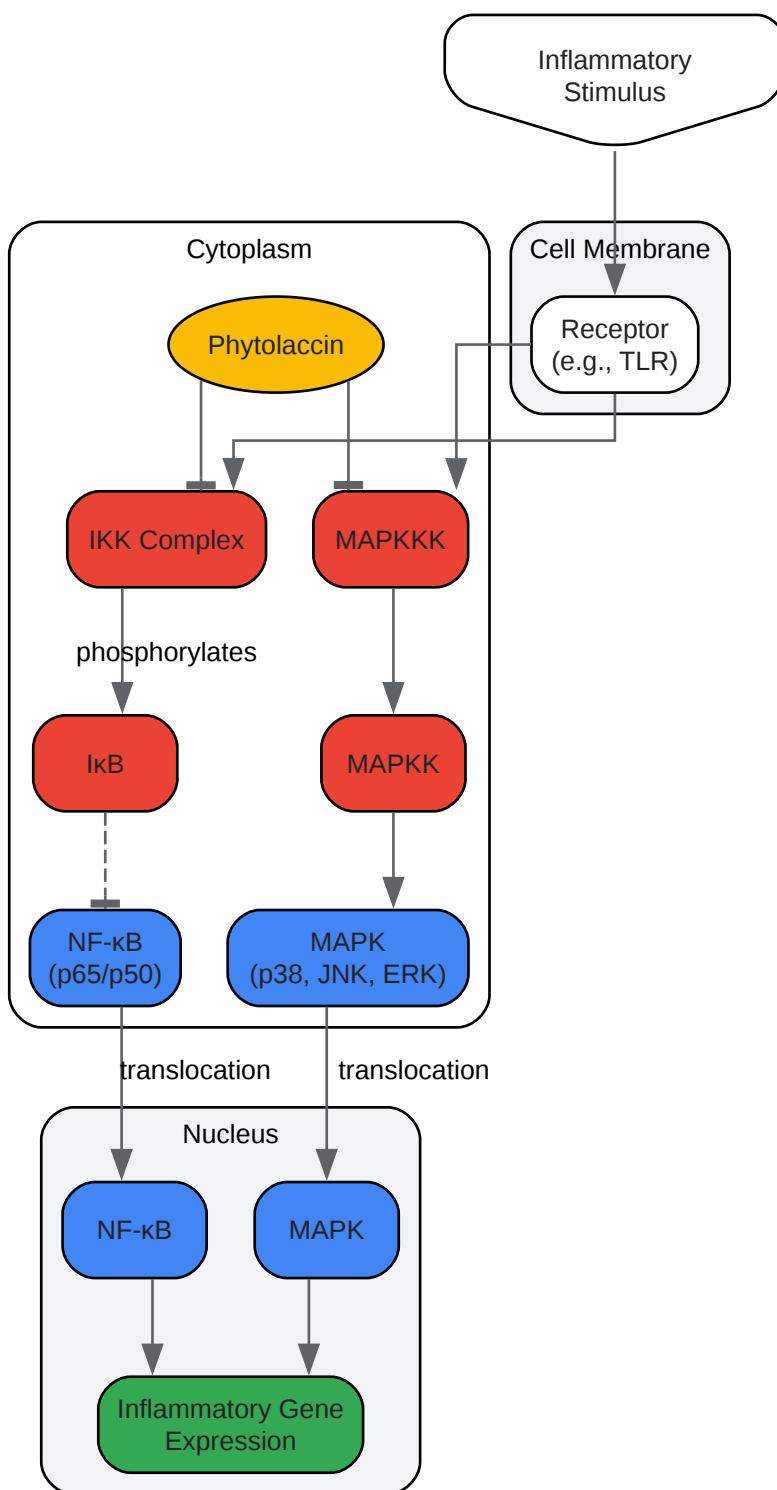 Inflammatory
Stimulus
Cytoplasm
Cell Membrane
Phytolaccin
Receptor
(e.g., TLR)
IKK Complex
MAPKKK
phosphorylates
IκB
MAPKK
NF-κB
(p65/p50)
MAPK
(p38, JNK, ERK)
translocation
translocation
Nucleus
NF-κB
MAPK
Inflammatory Gene
Expression